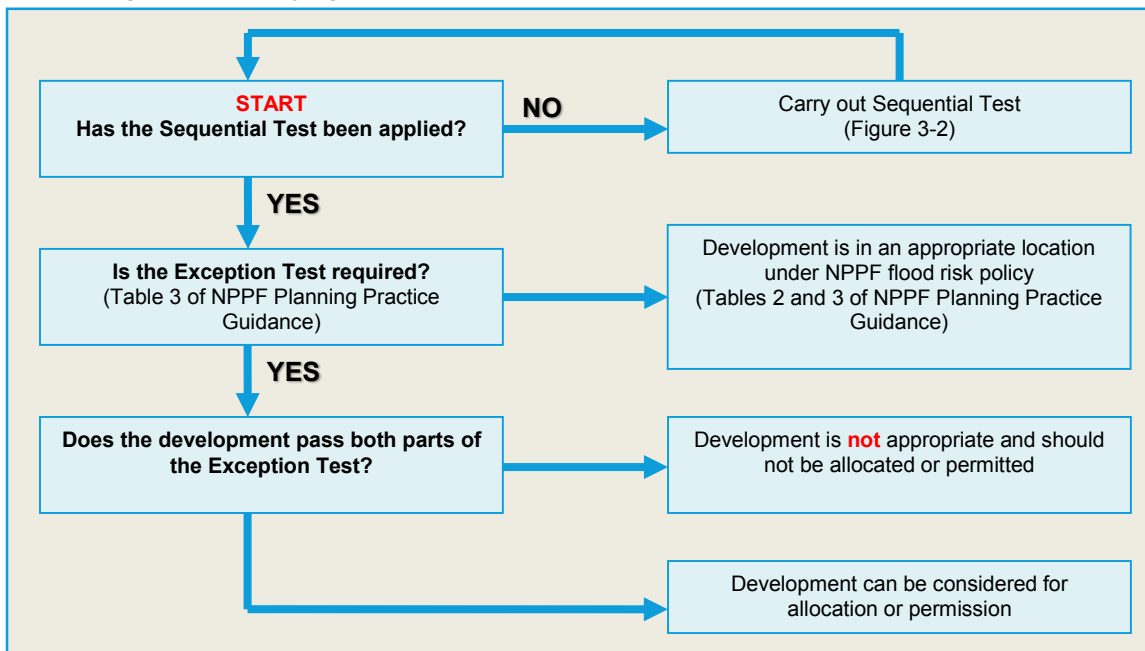 START
Has the Sequential Test been applied?
NO
Carry out Sequential Test
(Figure 3-2)
YES
Is the Exception Test required?
(Table 3 of NPPF Planning Practice
Guidance)
Development is in an appropriate location
under NPPF flood risk policy
(Tables 2 and 3 of NPPF Planning Practice
Guidance)
YES
Does the development pass both parts of
the Exception Test?
Development is not appropriate and should
not be allocated or permitted
Development can be considered for
allocation or permission